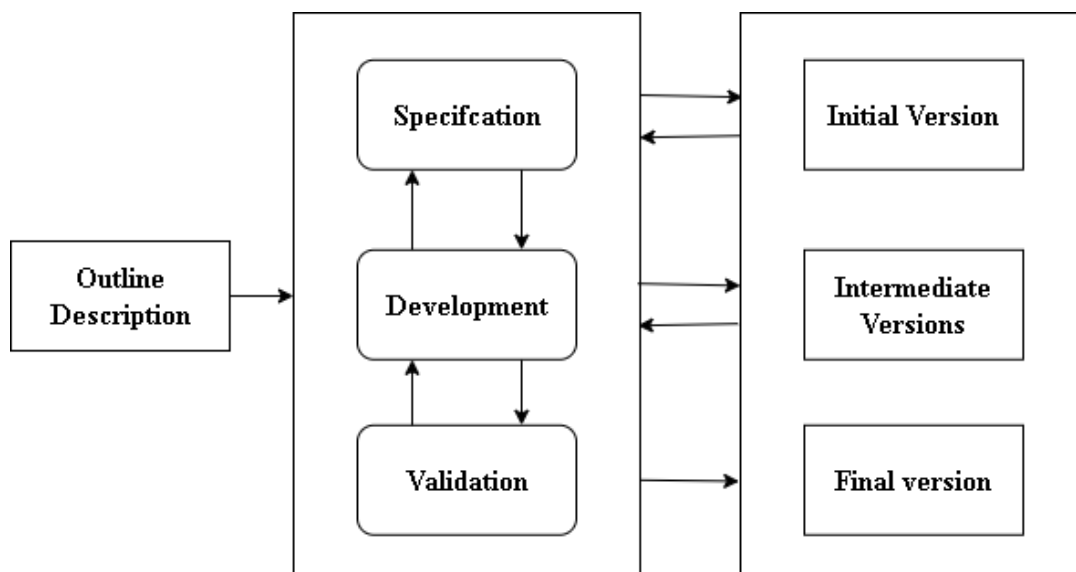 Specifcation
Initial Version
Outline
Description
Development
Intermediate
Versions
Validation
Final version